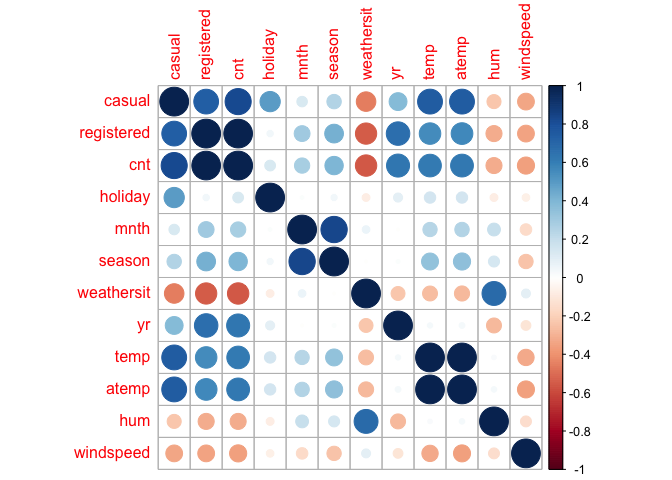 casual
registered
cnt
holiday
mnth
season
weathersit
yr
temp
atemp
hum
windspeed
casual
registered
cnt
holiday
mnth
season
weathersit
yr
temp
atemp
hum
windspeed
1
0.8
0.6
0.4
0.2
0
-0.2
-0.4
-0.6
-0.8
-1